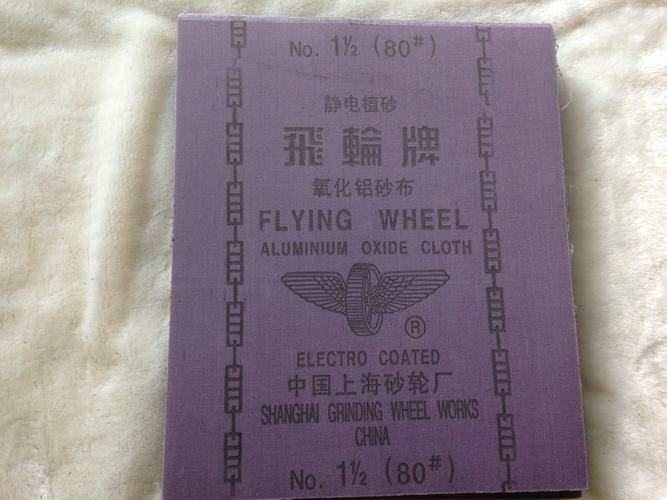 No. 1½ (80#)
静电植砂
飛輪牌
氧化铝砂布
FLYING WHEEL
ALUMINIUM OXIDE CLOTH
®
ELECTRO COATED
中国上海砂轮厂
SHANGHAI GRINDING WHEEL WORKS
CHINA
No. 1½ (80#)